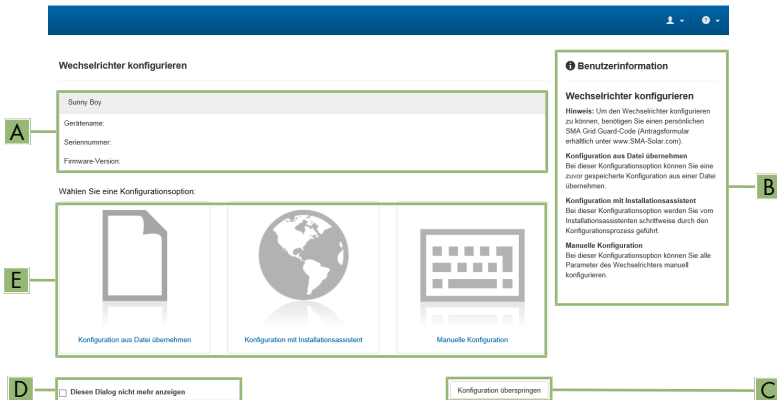 Wechselrichter konfigurieren
Sunny Boy
Gerätename:
Seriennummer:
Firmware-Version:
A
Wählen Sie eine Konfigurationsoption:
E
Konfiguration aus Datei übernehmen
Konfiguration mit Installationsassistent
Manuelle Konfiguration
D
Diesen Dialog nicht mehr anzeigen
Konfiguration überspringen
C
Benutzerinformation
Wechselrichter konfigurieren
Hinweis: Um den Wechselrichter konfigurieren
zu können, benötigen Sie einen persönlichen
SMA Grid Guard-Code (Antragsformular
erhältlich unter www.SMA-Solar.com).
Konfiguration aus Datei übernehmen
Bei dieser Konfigurationsoption können Sie eine
zuvor gespeicherte Konfiguration aus einer Datei
übernehmen.
Konfiguration mit Installationsassistent
Bei dieser Konfigurationsoption werden Sie vom
Installationsassistenten schrittweise durch den
Konfigurationsprozess geführt.
Manuelle Konfiguration
Bei dieser Konfigurationsoption können Sie alle
Parameter des Wechselrichters manuell
konfigurieren.
B